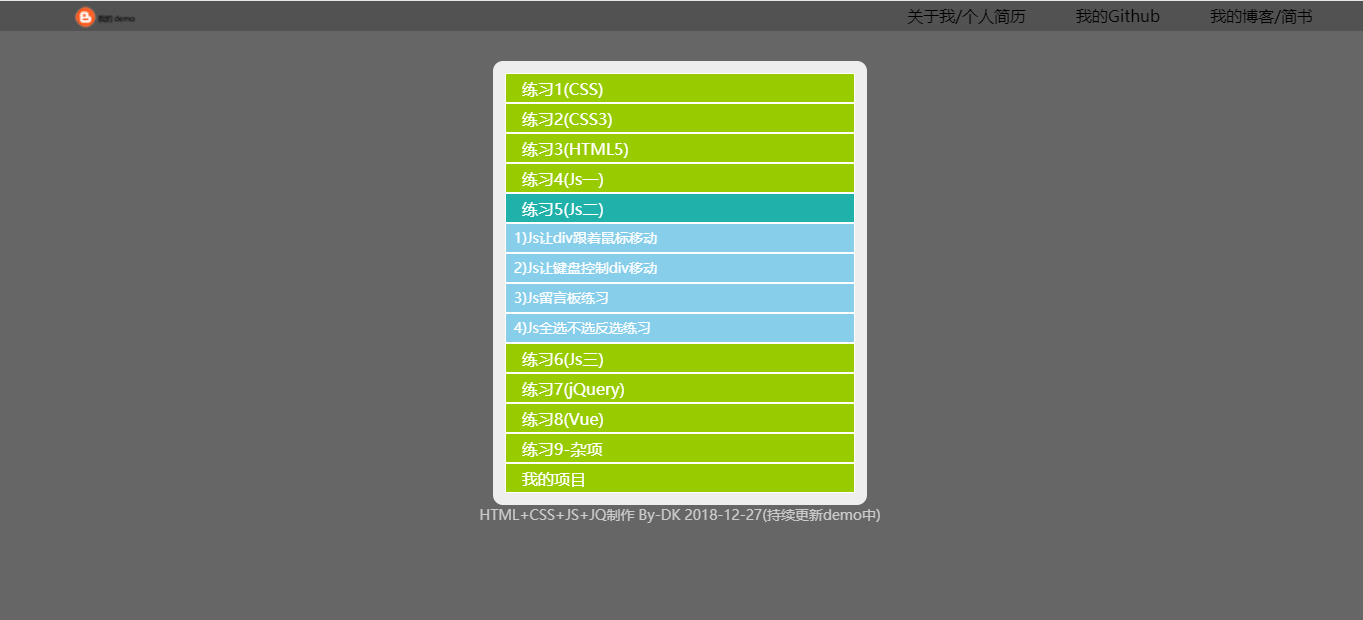 我的 demo
关于我/个人简历 我的Github 我的博客/简书
练习1(CSS)
练习2(CSS3)
练习3(HTML5)
练习4(Js一)
练习5(Js二)
1)Js让div跟着鼠标移动
2)Js让键盘控制div移动
3)Js留言板练习
4)Js全选不选反选练习
练习6(Js三)
练习7(jQuery)
练习8(Vue)
练习9-杂项
我的项目
HTML+CSS+JS+JQ制作 By-DK 2018-12-27(持续更新demo中)